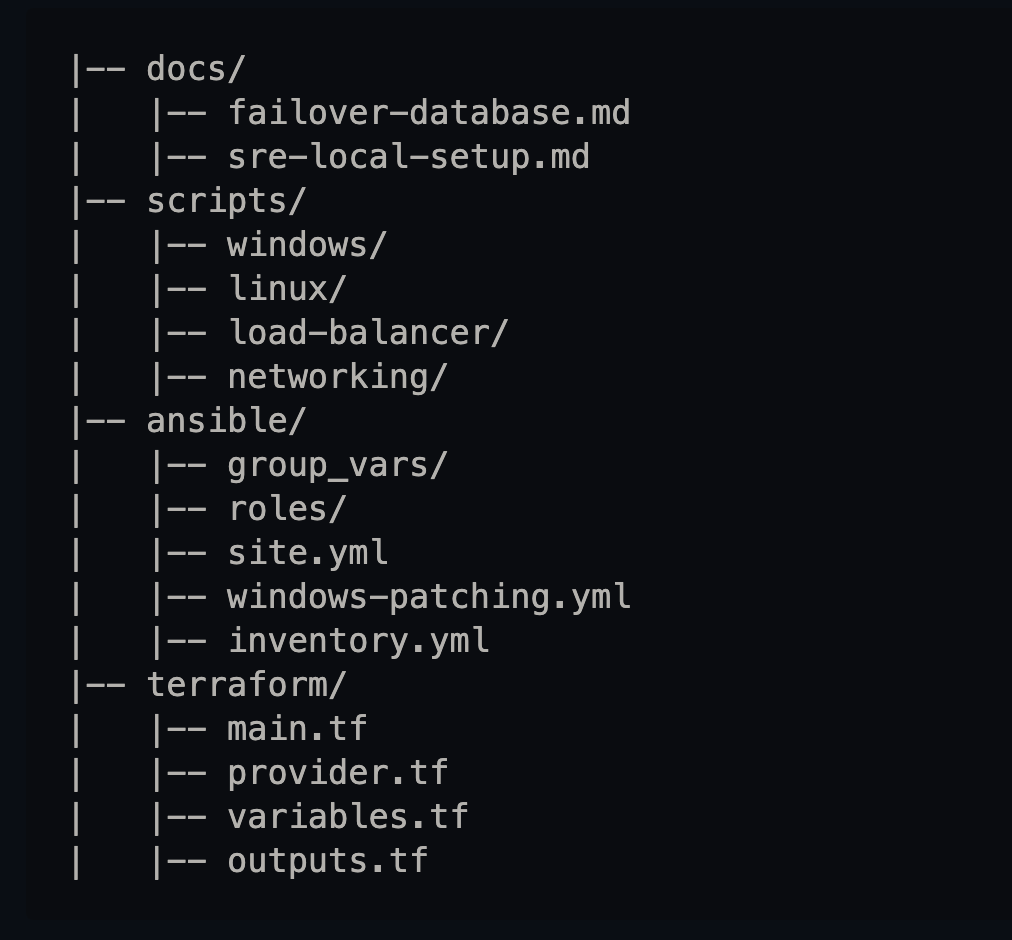 |-- docs/
|   |-- failover-database.md
|   |-- sre-local-setup.md
|-- scripts/
|   |-- windows/
|   |-- linux/
|   |-- load-balancer/
|   |-- networking/
|-- ansible/
|   |-- group_vars/
|   |-- roles/
|   |-- site.yml
|   |-- windows-patching.yml
|   |-- inventory.yml
|-- terraform/
|   |-- main.tf
|   |-- provider.tf
|   |-- variables.tf
|   |-- outputs.tf